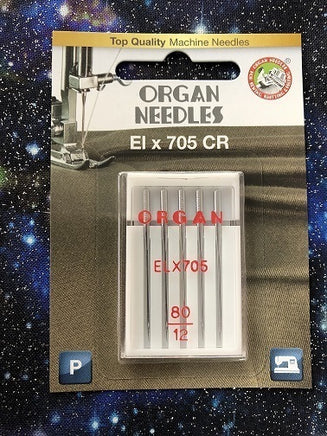 Top Quality Machine Needles
ORGAN
NEEDLES
El x 705 CR
ORGAN
ELX705
80
12
P